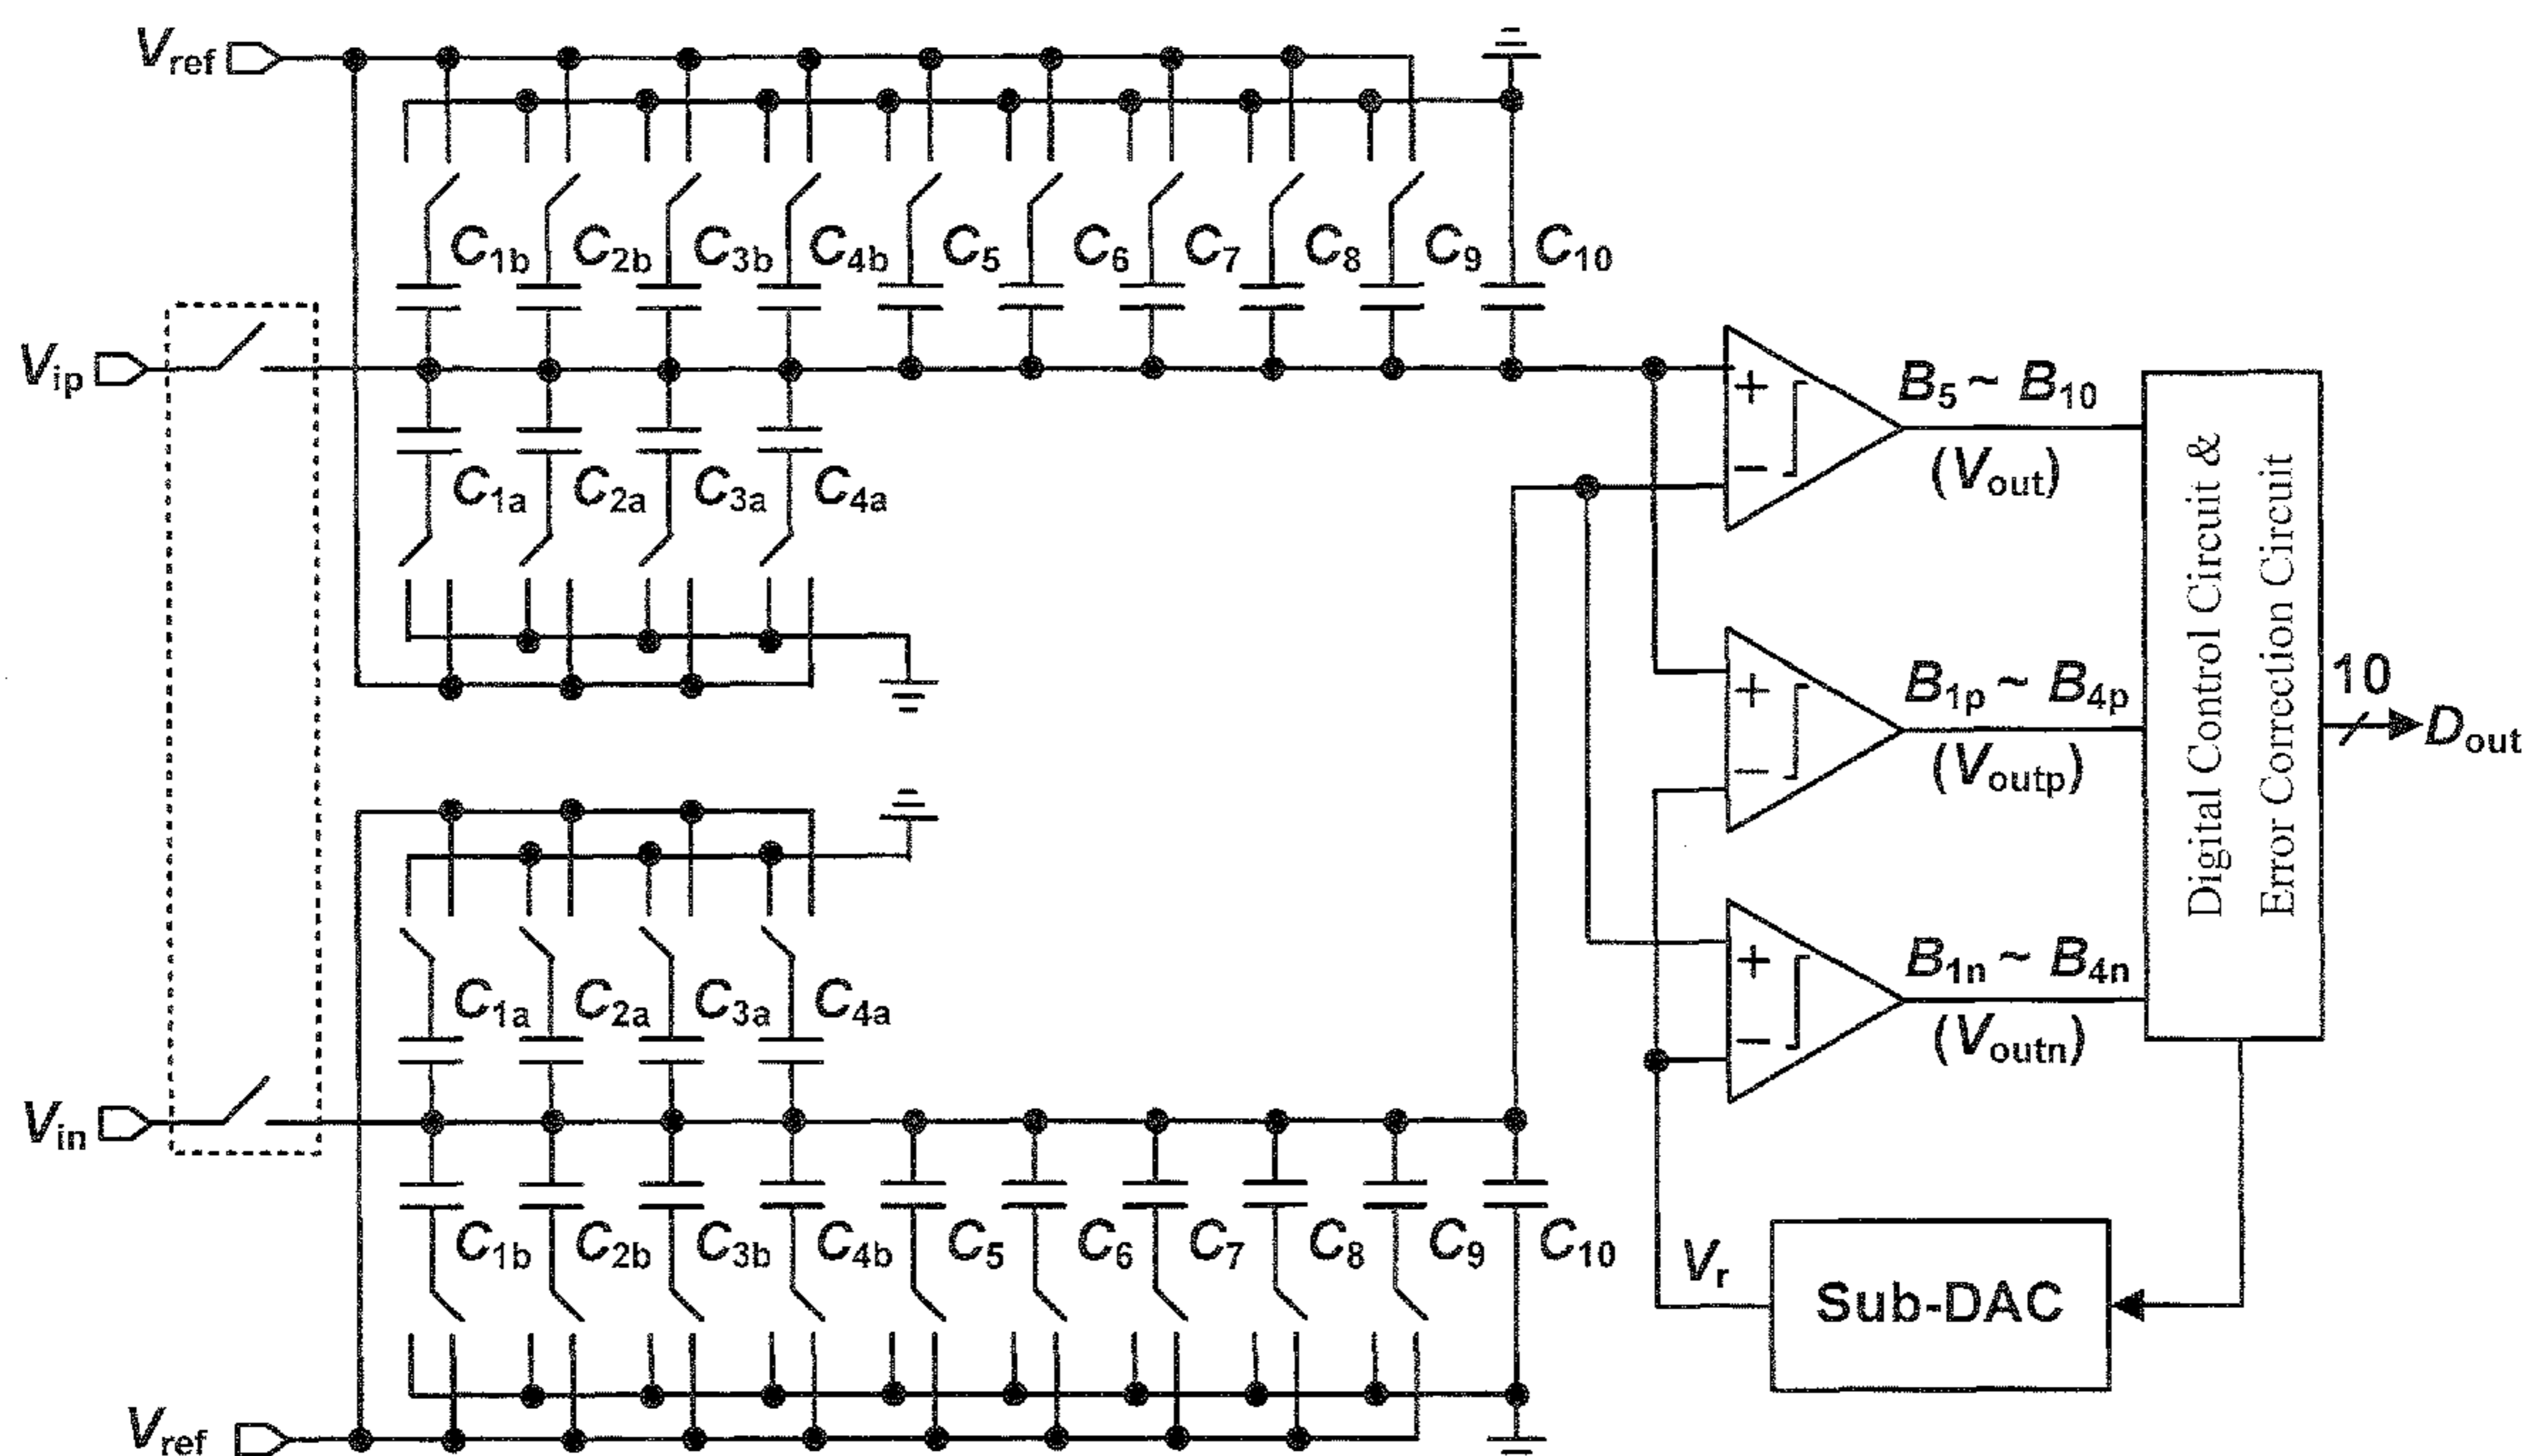 Vref
C1b C2b C3b C4b C5 C6 C7 C8 C9 C10
Vip
C1a C2a C3a C4a
+
−
B5 ~ B10
(Vout)
+
−
B1p ~ B4p
(Voutp)
+
−
B1n ~ B4n
(Voutn)
Digital Control Circuit &
Error Correction Circuit
10
Dout
C1a C2a C3a C4a
Vin
C1b C2b C3b C4b C5 C6 C7 C8 C9 C10
Vr
Sub-DAC
Vref